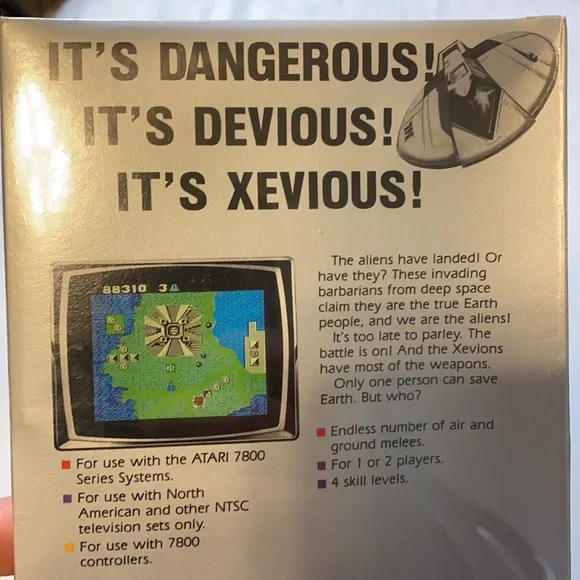 IT'S DANGEROUS!
IT'S DEVIOUS!
IT'S XEVIOUS!
88310 3
The aliens have landed! Or
have they? These invading
barbarians from deep space
claim they are the true Earth
people, and we are the aliens!
It's too late to parley. The
battle is on! And the Xevions
have most of the weapons.
Only one person can save
Earth. But who?
Endless number of air and
ground melees.
For 1 or 2 players.
4 skill levels.
For use with the ATARI 7800
Series Systems.
For use with North
American and other NTSC
television sets only.
For use with 7800
controllers.